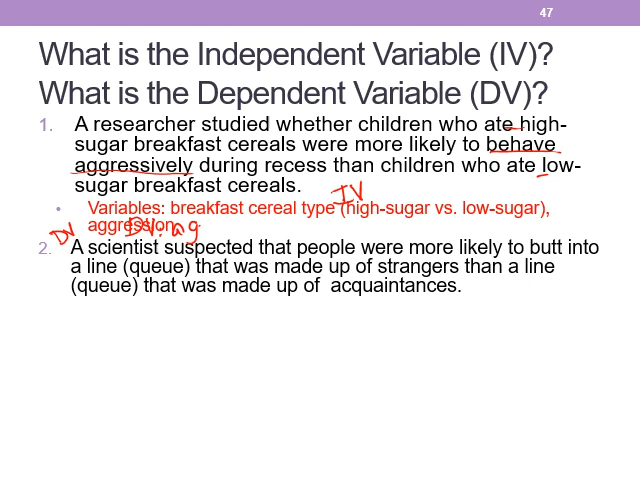 47
What is the Independent Variable (IV)?
What is the Dependent Variable (DV)?
1. A researcher studied whether children who ate high-
sugar breakfast cereals were more likely to behave
aggressively during recess than children who ate low-
sugar breakfast cereals.
IV
• Variables: breakfast cereal type (high-sugar vs. low-sugar),
aggression
DV DV: ag
2. A scientist suspected that people were more likely to butt into
a line (queue) that was made up of strangers than a line
(queue) that was made up of acquaintances.